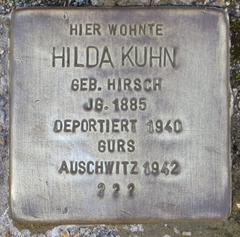 HIER WOHNTE
HILDA KUHN
GEB. HIRSCH
JG. 1885
DEPORTIERT 1940
GURS
AUSCHWITZ 1942
? ? ?